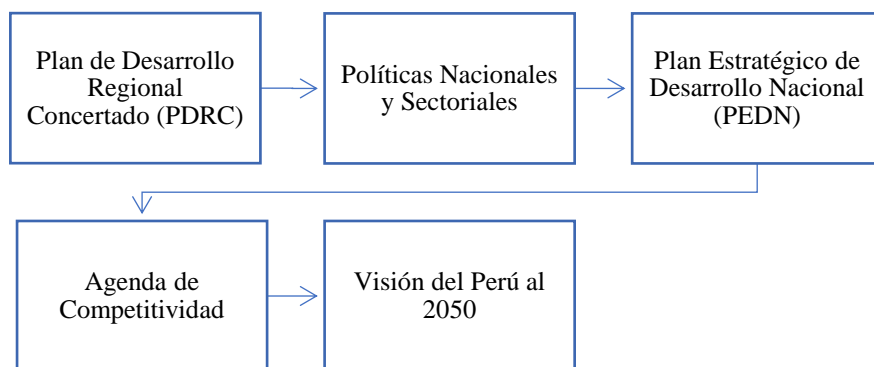 Plan de Desarrollo
Regional
Concertado (PDRC)
Políticas Nacionales
y Sectoriales
Plan Estratégico de
Desarrollo Nacional
(PEDN)
Agenda de
Competitividad
Visión del Perú al
2050